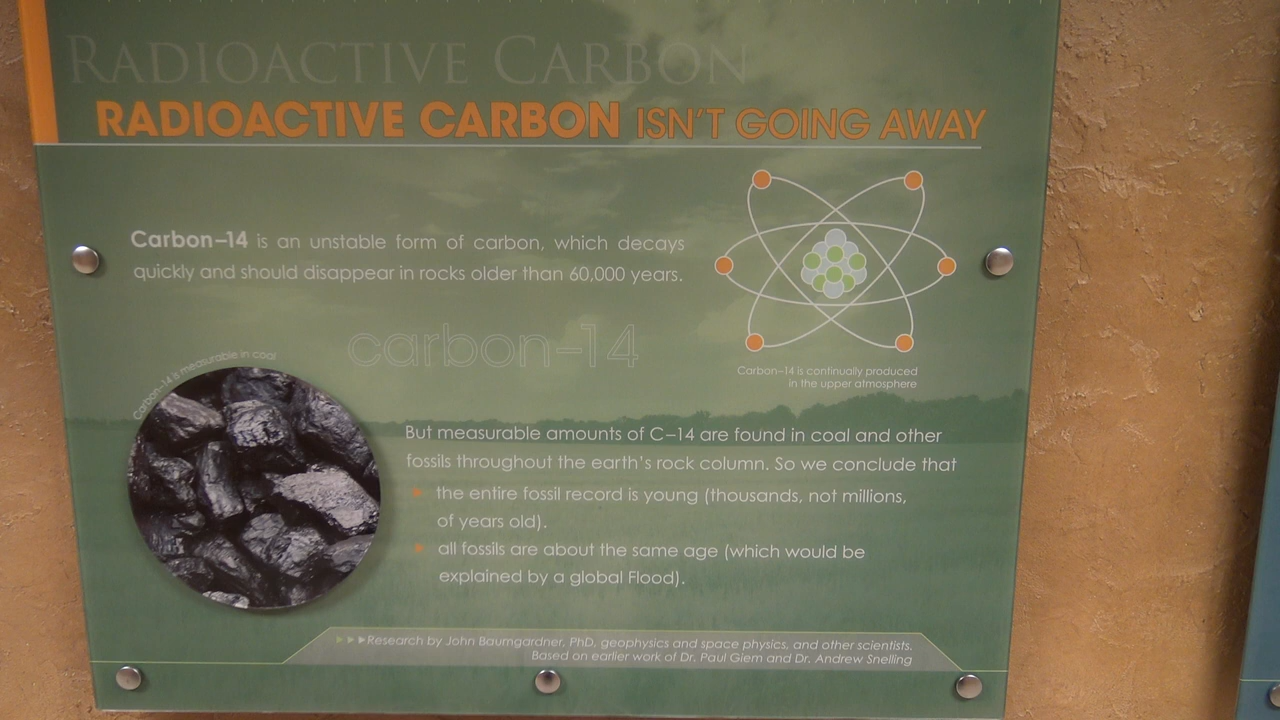 RADIOACTIVE CARBON
RADIOACTIVE CARBON ISN'T GOING AWAY
Carbon–14 is an unstable form of carbon, which decays
quickly and should disappear in rocks older than 60,000 years.
carbon–14
Carbon–14 is continually produced
in the upper atmosphere
Carbon–14 is measurable in coal
But measurable amounts of C–14 are found in coal and other
fossils throughout the earth's rock column. So we conclude that
the entire fossil record is young (thousands, not millions,
of years old).
all fossils are about the same age (which would be
explained by a global Flood).
Research by John Baumgardner, PhD, geophysics and space physics, and other scientists.
Based on earlier work of Dr. Paul Giem and Dr. Andrew Snelling